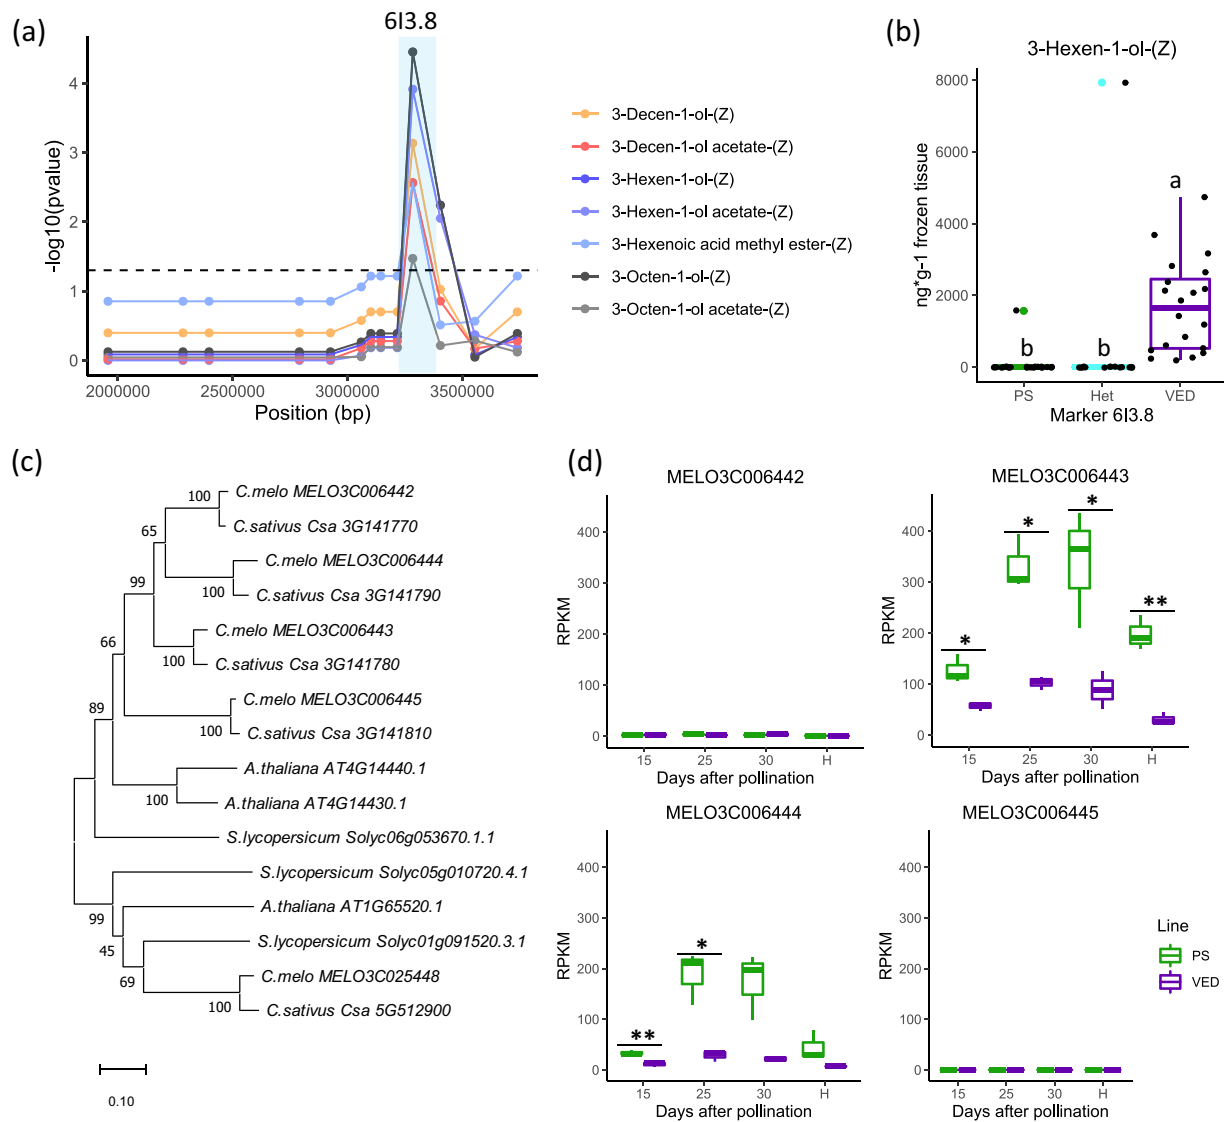 (a)
6I3.8
-log10(pvalue)
4
3
2
1
0
2000000 2500000 3000000 3500000
Position (bp)
3-Decen-1-ol-(Z)
3-Decen-1-ol acetate-(Z)
3-Hexen-1-ol-(Z)
3-Hexen-1-ol acetate-(Z)
3-Hexenoic acid methyl ester-(Z)
3-Octen-1-ol-(Z)
3-Octen-1-ol acetate-(Z)
(b)
3-Hexen-1-ol-(Z)
ng*g-1 frozen tissue
8000
6000
4000
2000
0
b b a
PS Het VED
Marker 6I3.8
(c)
C.melo MELO3C006442
C.sativus Csa 3G141770
C.melo MELO3C006444
C.sativus Csa 3G141790
C.melo MELO3C006443
C.sativus Csa 3G141780
C.melo MELO3C006445
C.sativus Csa 3G141810
A.thaliana AT4G14440.1
A.thaliana AT4G14430.1
S.lycopersicum Solyc06g053670.1.1
S.lycopersicum Solyc05g010720.4.1
A.thaliana AT1G65520.1
S.lycopersicum Solyc01g091520.3.1
C.melo MELO3C025448
C.sativus Csa 5G512900
100
65
100
99
100
66
100
89
100
99
45
69
100
0.10
(d)
MELO3C006442
RPKM
400
300
200
100
0
15 25 30 H
Days after pollination
MELO3C006443
RPKM
400
300
200
100
0
* * * **
15 25 30 H
Days after pollination
MELO3C006444
RPKM
400
300
200
100
0
** *
15 25 30 H
Days after pollination
MELO3C006445
RPKM
400
300
200
100
0
15 25 30 H
Days after pollination
Line
PS
VED